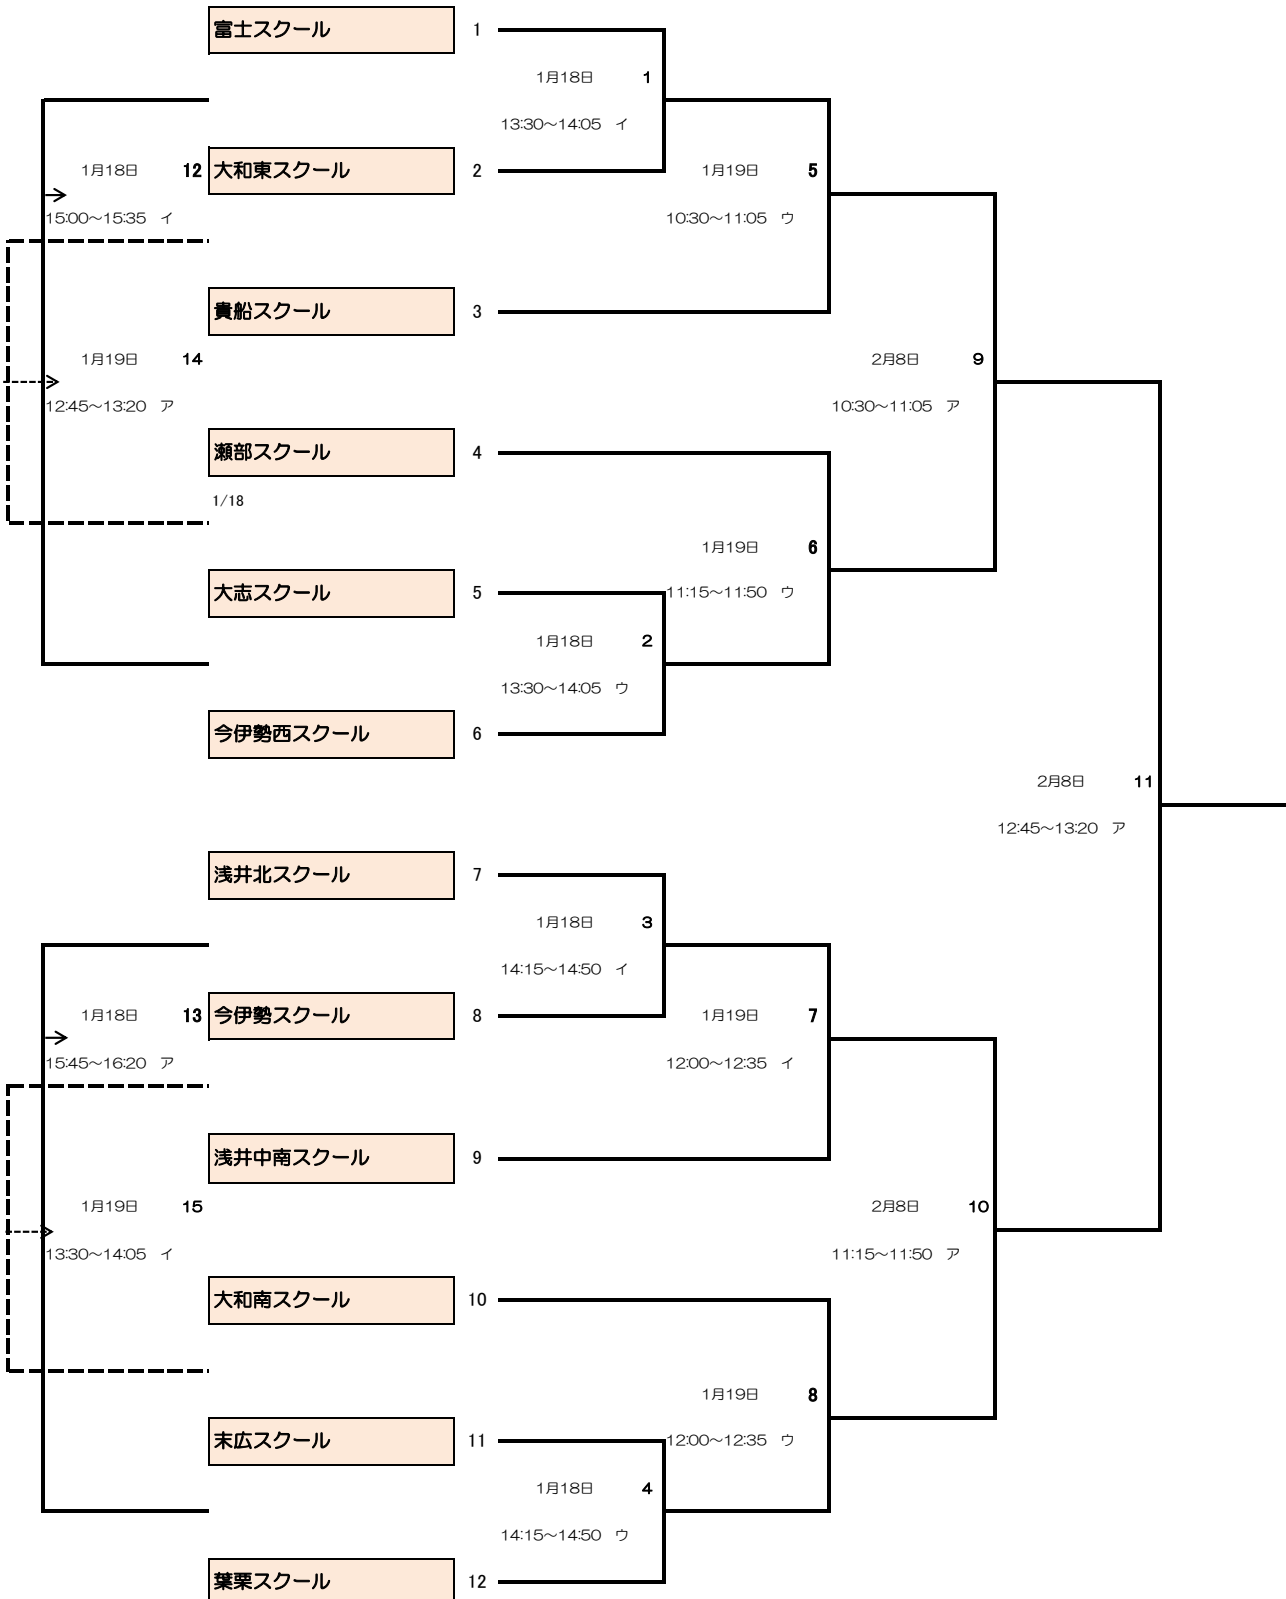 富士スクール 1
1月18日 1
13:30～14:05 イ
1月18日 12 大和東スクール 2 1月19日 5
15:00～15:35 イ 10:30～11:05 ウ
貴船スクール 3
1月19日 14 2月8日 9
12:45～13:20 ア 10:30～11:05 ア
瀬部スクール 4
1/18
1月19日 6
大志スクール 5 11:15～11:50 ウ
1月18日 2
13:30～14:05 ウ
今伊勢西スクール 6
2月8日 11
12:45～13:20 ア
浅井北スクール 7
1月18日 3
14:15～14:50 イ
1月18日 13 今伊勢スクール 8 1月19日 7
15:45～16:20 ア 12:00～12:35 イ
浅井中南スクール 9
1月19日 15 2月8日 10
13:30～14:05 イ 11:15～11:50 ア
大和南スクール 10
1月19日 8
末広スクール 11 12:00～12:35 ウ
1月18日 4
14:15～14:50 ウ
葉栗スクール 12